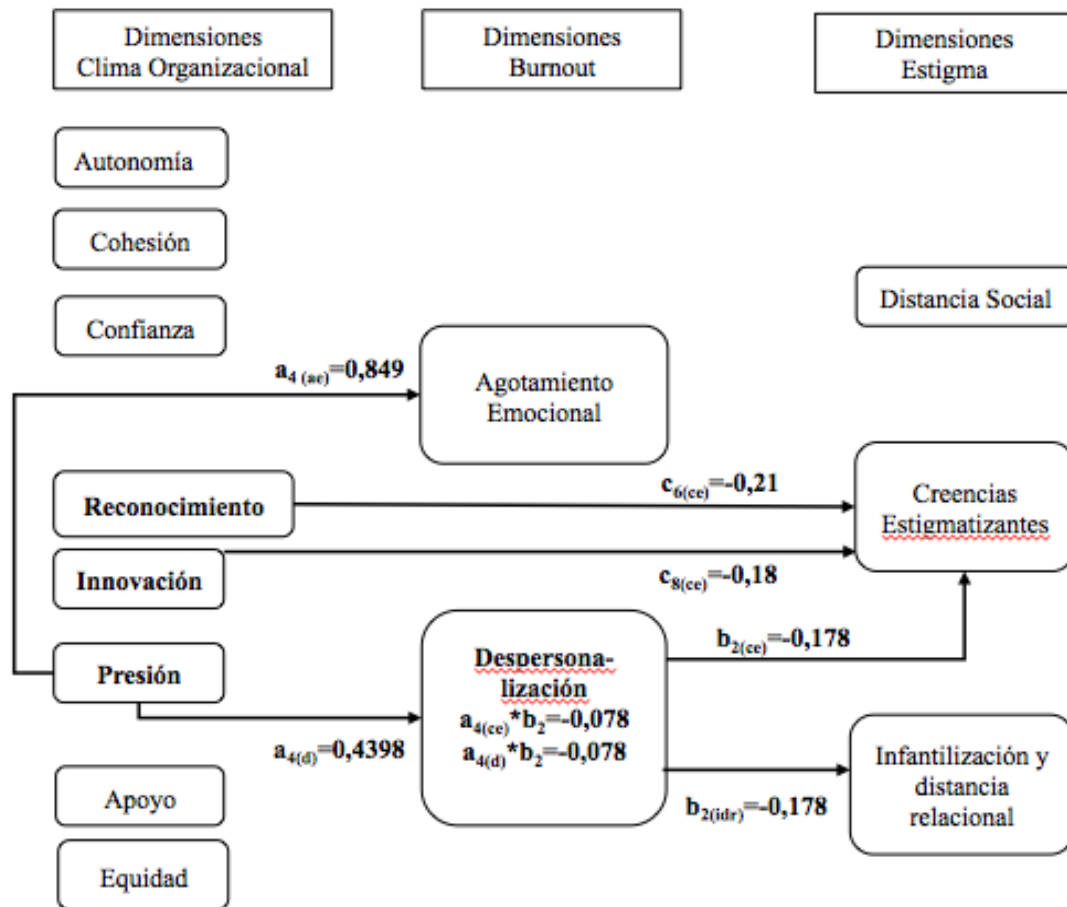 Dimensiones
Clima Organizacional
Dimensiones
Burnout
Dimensiones
Estigma
Autonomía
Cohesión
Confianza
Distancia Social
a4 (ae)=0,849
Agotamiento
Emocional
Reconocimiento
c6(ce)=-0,21
Creencias
Estigmatizantes
Innovación
c8(ce)=-0,18
Presión
a4(d)=0,4398
Despersona-
lización
a4(ce)*b2=-0,078
a4(d)*b2=-0,078
b2(ce)=-0,178
b2(idr)=-0,178
Infantilización y
distancia
relacional
Apoyo
Equidad